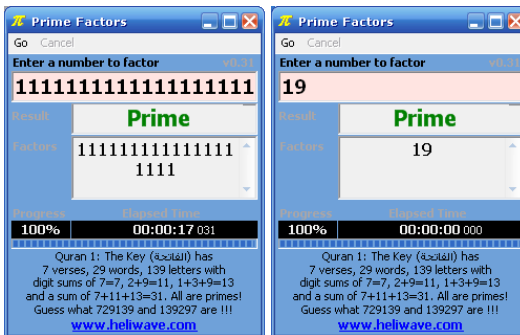 Prime Factors
Go Cancel
Enter a number to factor v0.31
1111111111111111111
Result Prime
Factors 111111111111111
1111
Progress Elapsed Time
100% 00:00:17 031
Quran 1: The Key (الفاتحة) has
7 verses, 29 words, 139 letters with
digit sums of 7=7, 2+9=11, 1+3+9=13
and a sum of 7+11+13=31. All are primes!
Guess what 729139 and 139297 are !!!
www.heliwave.com
Prime Factors
Go Cancel
Enter a number to factor v0.31
19
Result Prime
Factors 19
Progress Elapsed Time
100% 00:00:00 000
Quran 1: The Key (الفاتحة) has
7 verses, 29 words, 139 letters with
digit sums of 7=7, 2+9=11, 1+3+9=13
and a sum of 7+11+13=31. All are primes!
Guess what 729139 and 139297 are !!!
www.heliwave.com